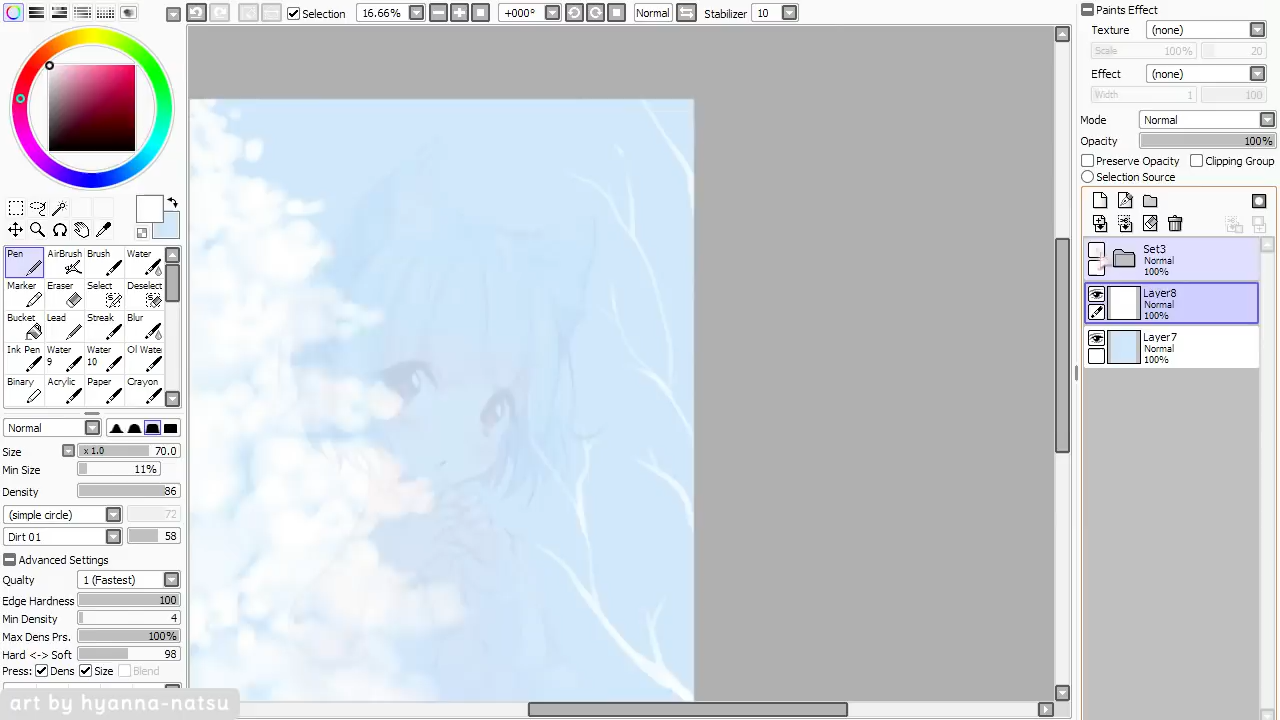 Selection 16.66% +000° Normal Stabilizer 10
Paints Effect
Texture (none)
Scale 100% 20
Effect (none)
Width 1 100
Mode Normal
Opacity 100%
Preserve Opacity Clipping Group
Selection Source
Set3
Normal
100%
Layer8
Normal
100%
Layer7
Normal
100%
Pen AirBrush Brush Water
Marker Eraser Select Deselect
Bucket Lead Streak Blur
Ink Pen Water 9 Water 10 Ol Wate
Binary Acrylic Paper Crayon
Normal
Size x 1.0 70.0
Min Size 11%
Density 86
(simple circle) 72
Dirt 01 58
Advanced Settings
Qualty 1 (Fastest)
Edge Hardness 100
Min Density 4
Max Dens Prs. 100%
Hard <-> Soft 98
Press: Dens Size Blend
art by hyanna-natsu